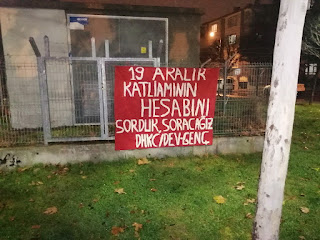 19 ARALIK
KATLİAMININ
HESABINI
SORDUK, SORACAĞIZ
DHKC/DEV-GENÇ